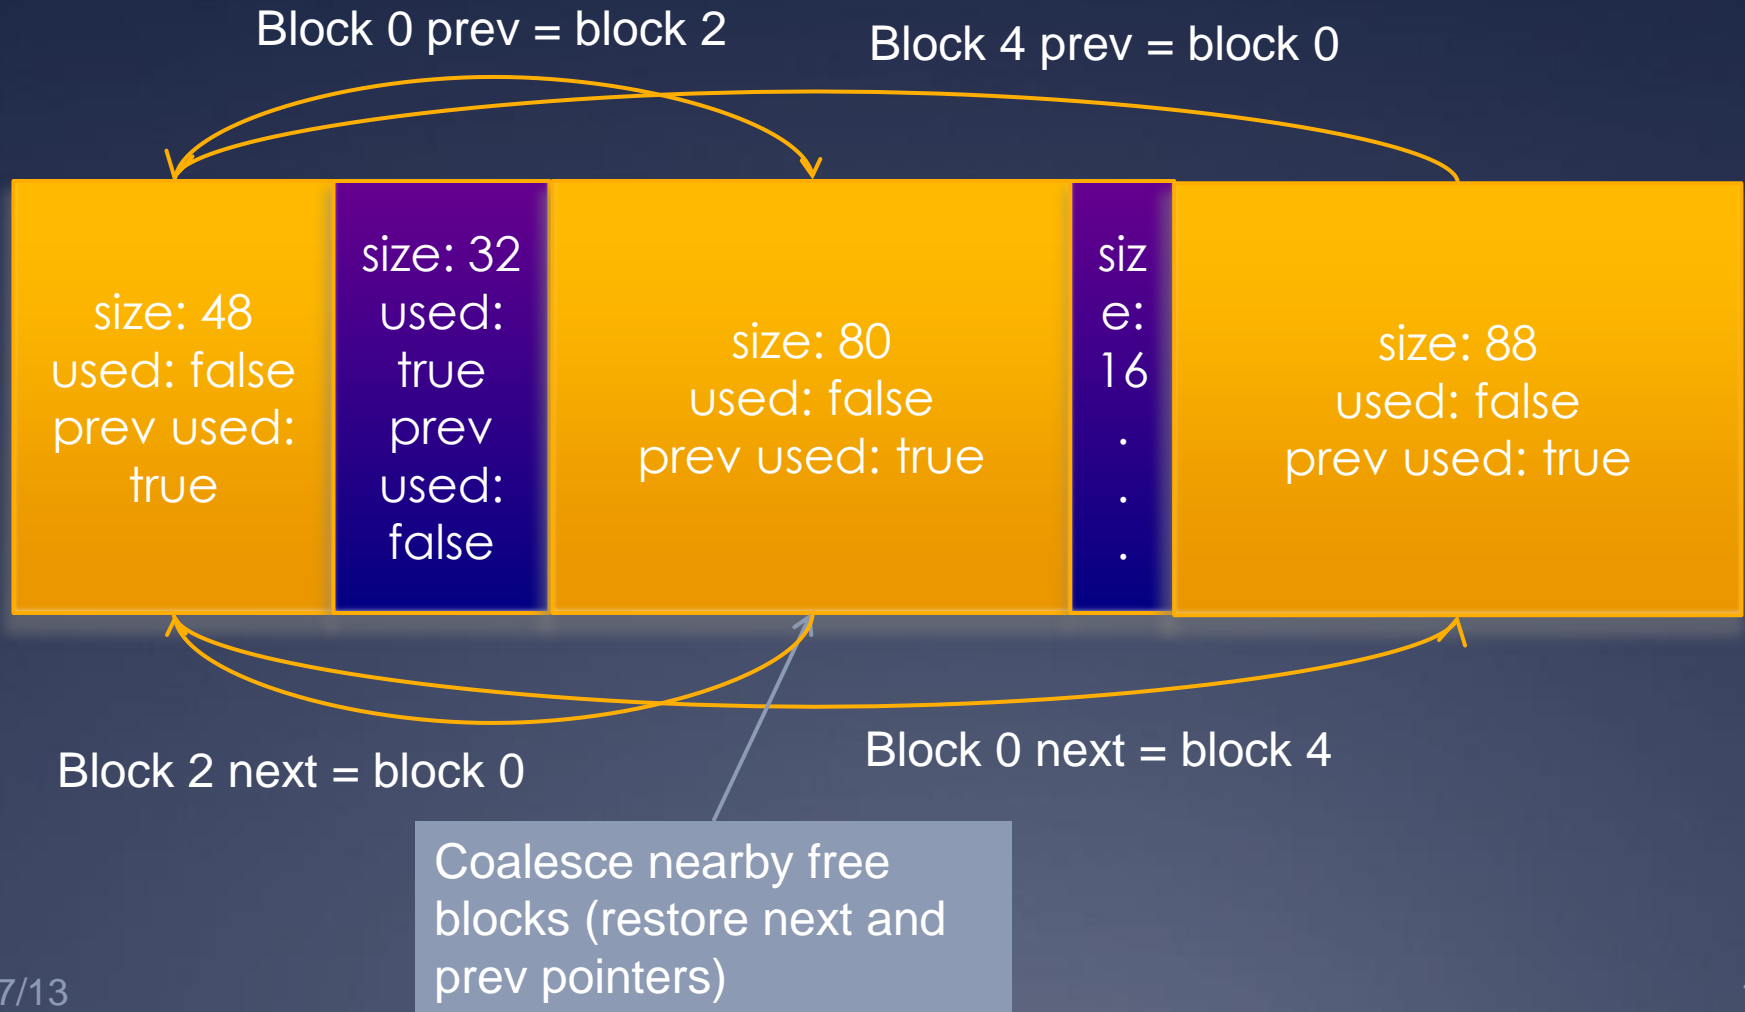 Block 0 prev = block 2
Block 4 prev = block 0
size: 48
used: false
prev used:
true
size: 32
used:
true
prev
used:
false
size: 80
used: false
prev used: true
siz
e:
16
.
.
.
size: 88
used: false
prev used: true
Block 2 next = block 0
Block 0 next = block 4
Coalesce nearby free
blocks (restore next and
prev pointers)
7/13